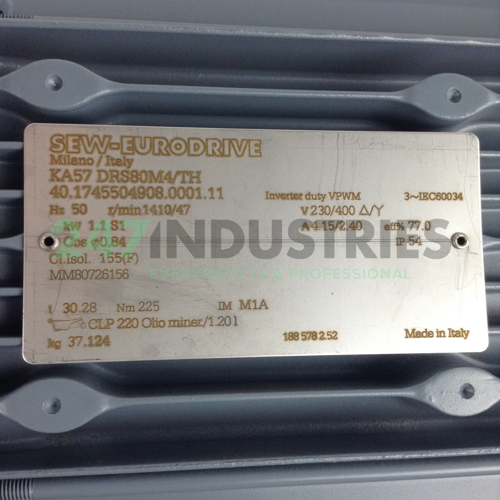 SEW-EURODRIVE
Milano / Italy
KA57 DRS80M4/TH
40.1745504908.0001.11 Inverter duty VPWM 3~IEC60034
Hz 50 r/min 1410/47 V 230/400 Δ/Y
kW 1.1 S1 A 4.15/2.40 eff% 77.0
Cos φ0.84 IP 54
Cl.Isol. 155(F)
MM80726156
INDUSTRIES
i 30.28 Nm 225 IM M1A
CLP 220 Olio miner./1.20 l
kg 37.124 188 578 2.52 Made in Italy